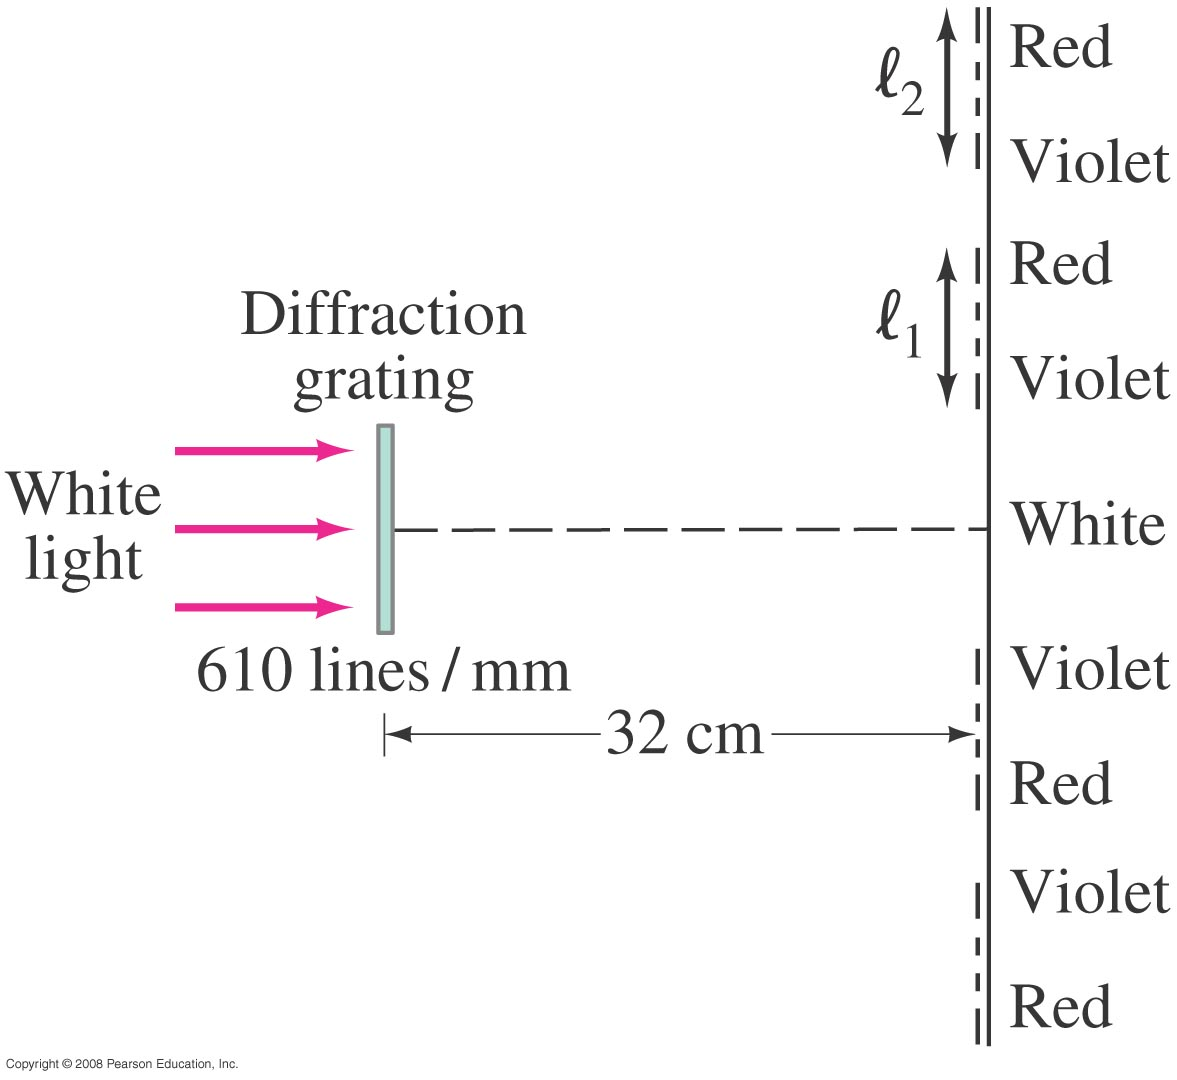 Red
ℓ2
Violet
Red
ℓ1
Violet
Diffraction
grating
White
light
White
610 lines / mm
Violet
32 cm
Red
Violet
Red
Copyright © 2008 Pearson Education, Inc.